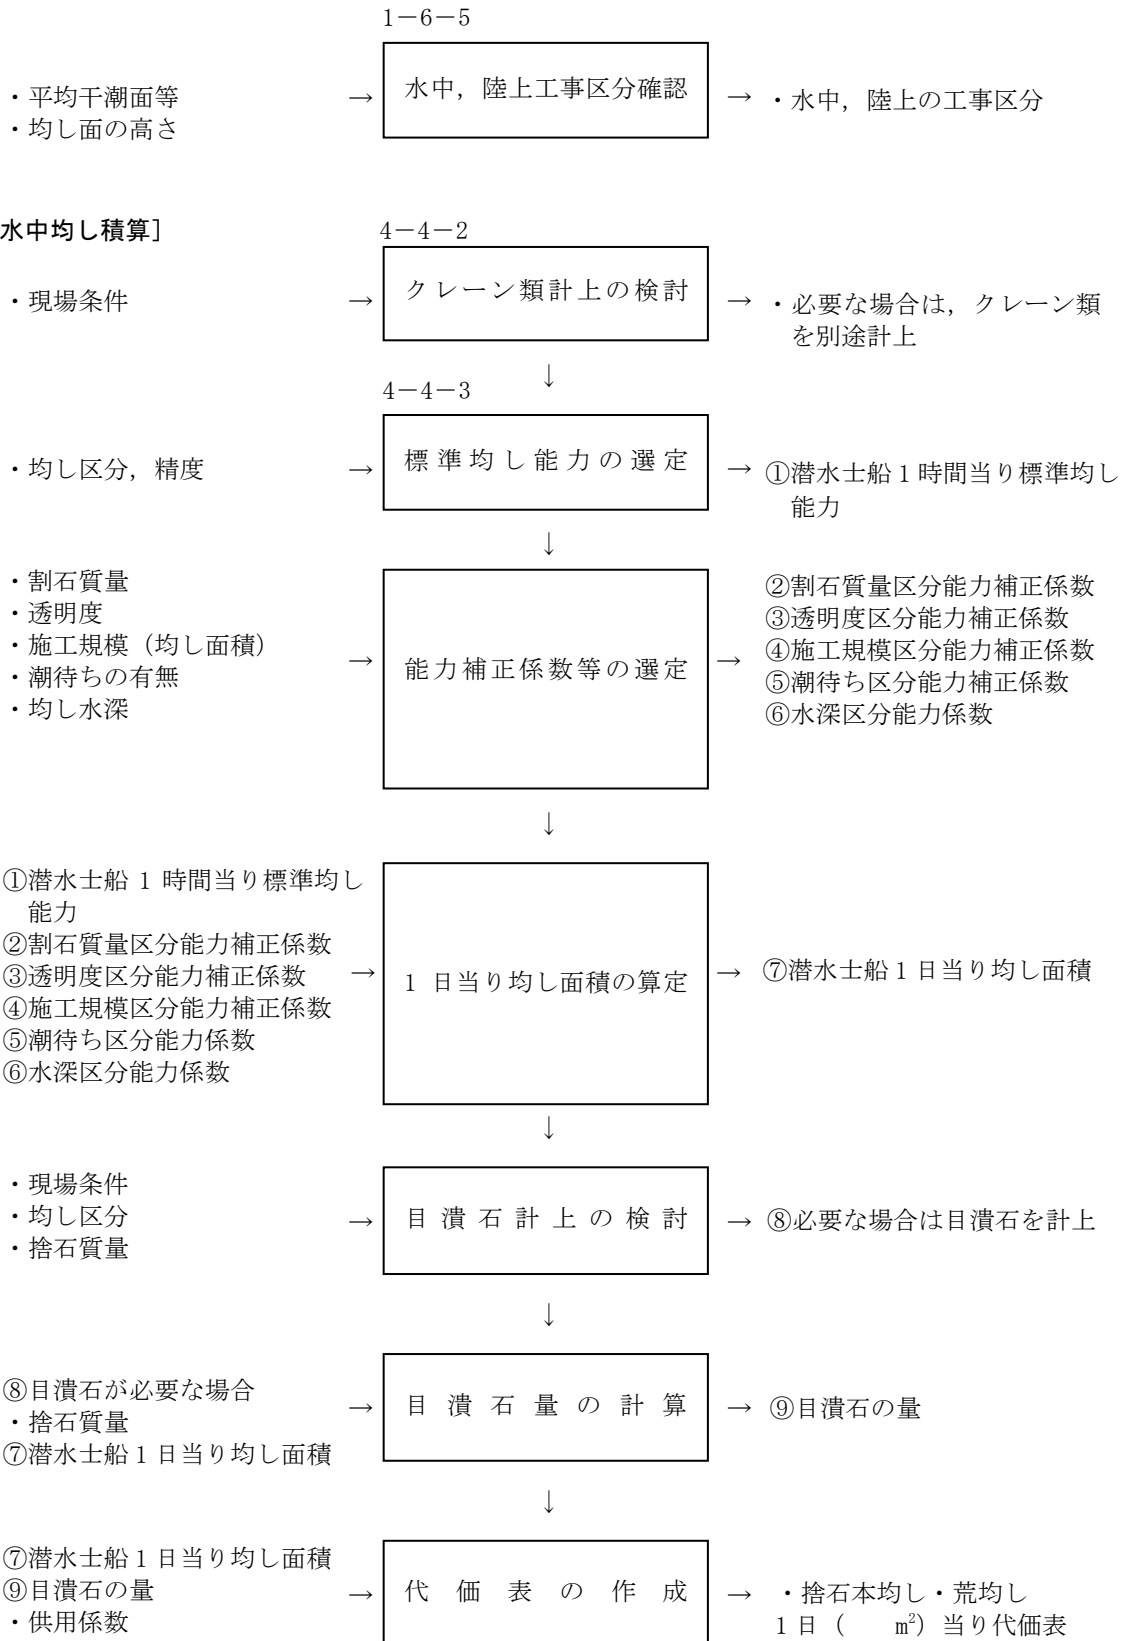 1－6－5
・平均干潮面等
・均し面の高さ
→
水中，陸上工事区分確認
→
・水中，陸上の工事区分
水中均し積算］
4－4－2
・現場条件
→
クレーン類計上の検討
→
・必要な場合は，クレーン類
を別途計上
↓
4－4－3
・均し区分，精度
→
標準均し能力の選定
→
①潜水士船1時間当り標準均し
能力
↓
・割石質量
・透明度
・施工規模（均し面積）
・潮待ちの有無
・均し水深
→
能力補正係数等の選定
→
②割石質量区分能力補正係数
③透明度区分能力補正係数
④施工規模区分能力補正係数
⑤潮待ち区分能力補正係数
⑥水深区分能力係数
↓
①潜水士船 1 時間当り標準均し
能力
②割石質量区分能力補正係数
③透明度区分能力補正係数
④施工規模区分能力補正係数
⑤潮待ち区分能力係数
⑥水深区分能力係数
→
1 日当り均し面積の算定
→
⑦潜水士船1日当り均し面積
↓
・現場条件
・均し区分
・捨石質量
→
目潰石計上の検討
→
⑧必要な場合は目潰石を計上
↓
⑧目潰石が必要な場合
・捨石質量
⑦潜水士船1日当り均し面積
→
目潰石量の計算
→
⑨目潰石の量
↓
⑦潜水士船1日当り均し面積
⑨目潰石の量
・供用係数
→
代価表の作成
→
・捨石本均し・荒均し
1日（　　m²）当り代価表